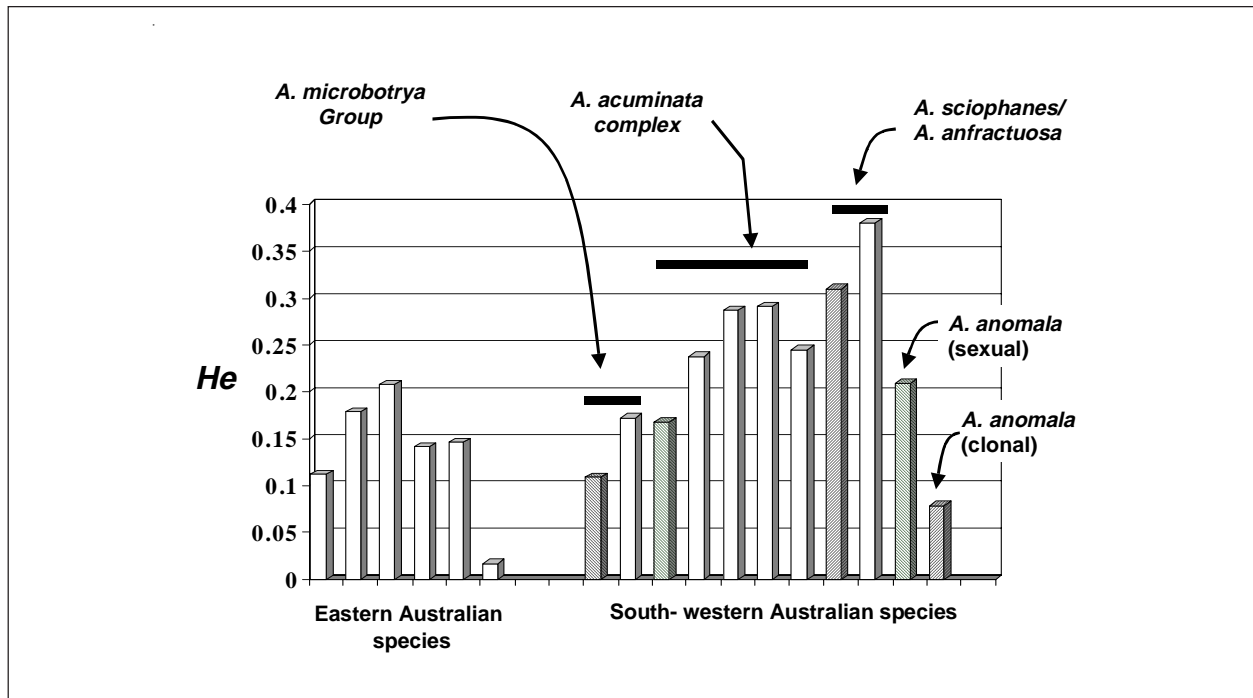 A. microbotrya
Group
A. acuminata
complex
A. sciophanes/
A. anfractuosa
0.4
0.35
0.3
0.25
0.2
0.15
0.1
0.05
0
He
A. anomala
(sexual)
A. anomala
(clonal)
Eastern Australian
species
South- western Australian species